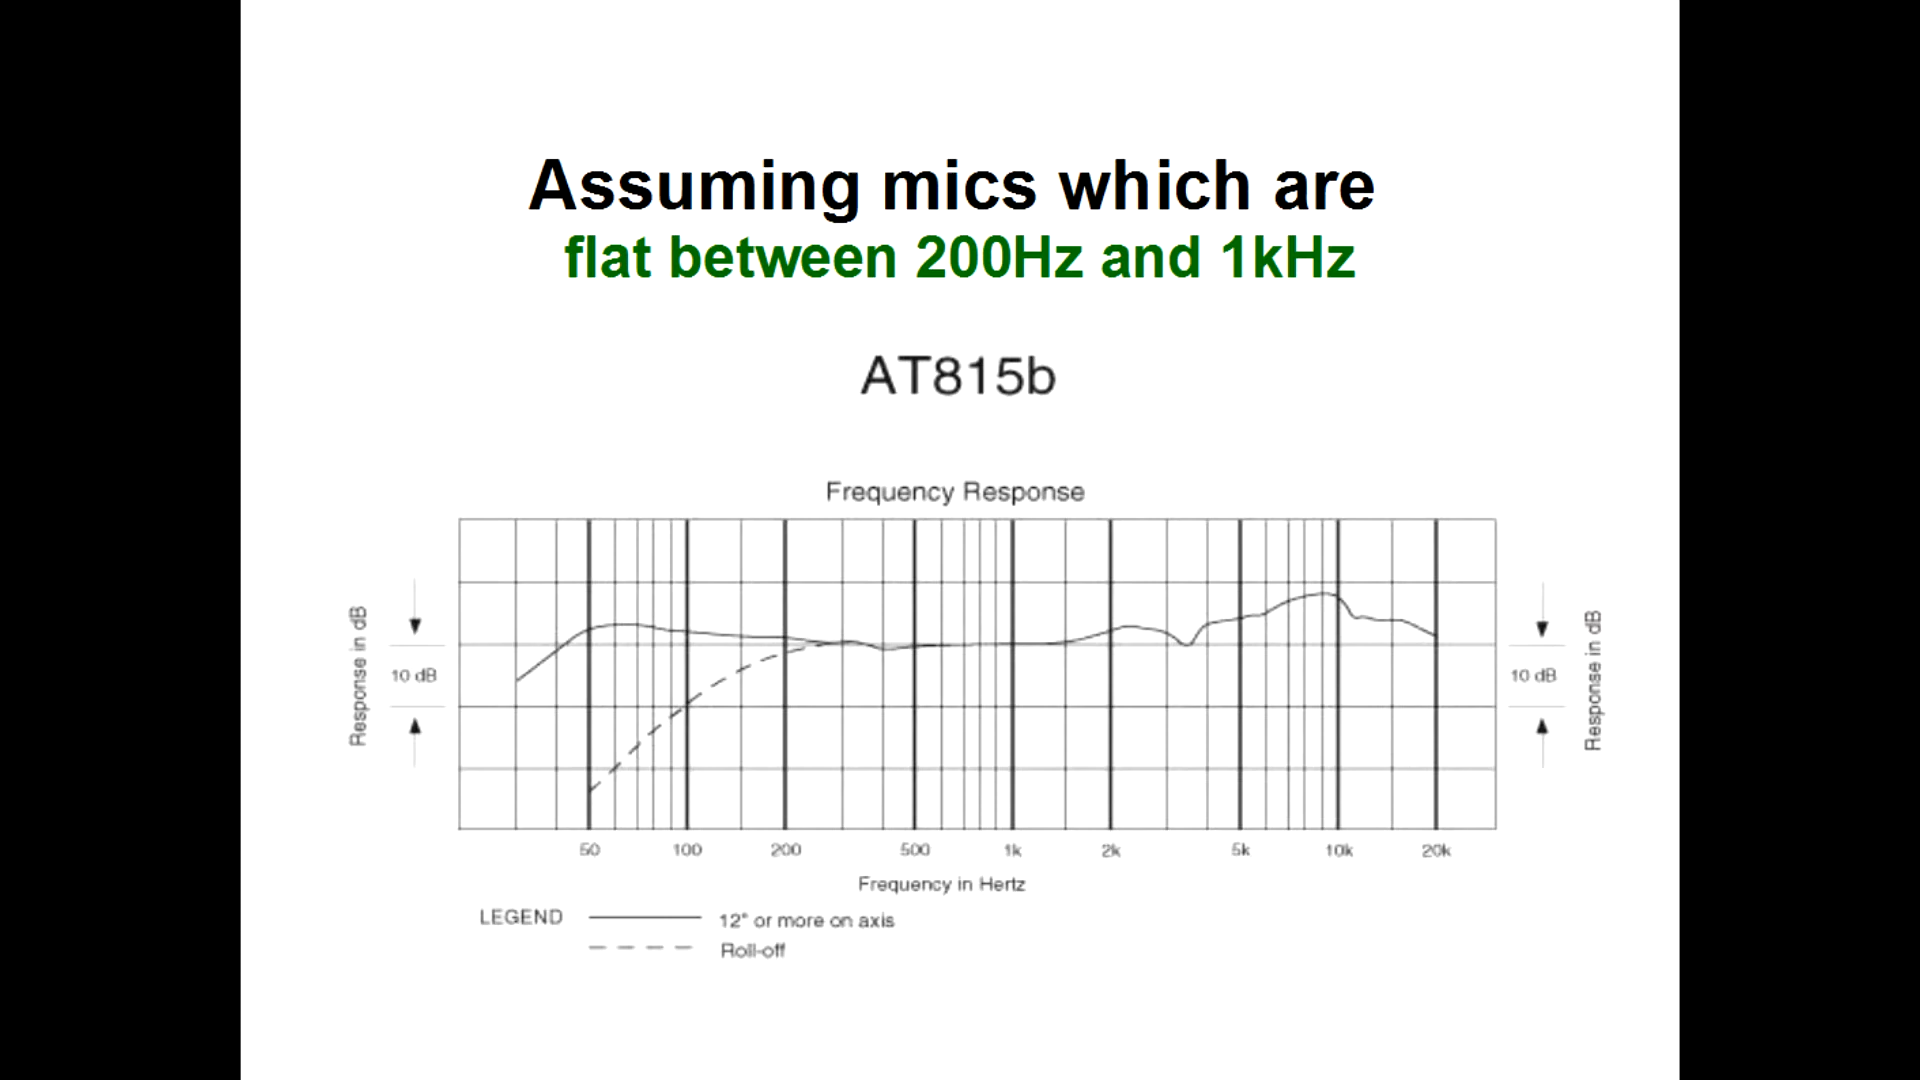 Assuming mics which are
flat between 200Hz and 1kHz
AT815b
Frequency Response
Response in dB
10 dB
10 dB
Response in dB
50 100 200 500 1k 2k 5k 10k 20k
Frequency in Hertz
LEGEND 12" or more on axis
Roll-off